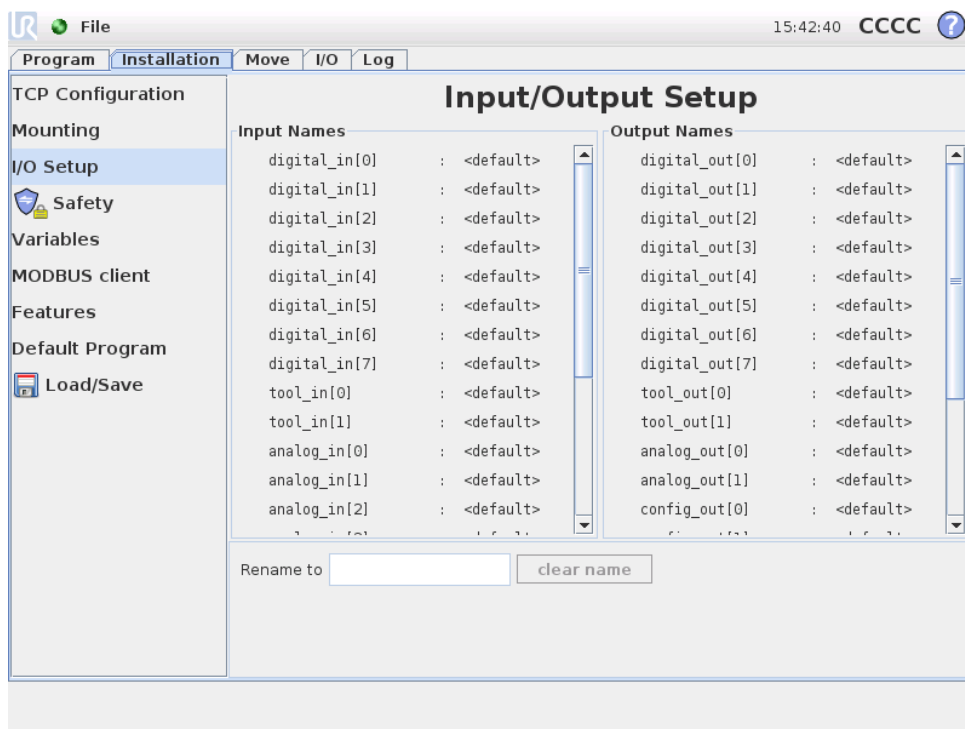 UR File 15:42:40 CCCC ?
Program Installation Move I/O Log
TCP Configuration
Mounting
I/O Setup
Safety
Variables
MODBUS client
Features
Default Program
Load/Save
Input/Output Setup
Input Names
digital_in[0] : <default>
digital_in[1] : <default>
digital_in[2] : <default>
digital_in[3] : <default>
digital_in[4] : <default>
digital_in[5] : <default>
digital_in[6] : <default>
digital_in[7] : <default>
tool_in[0] : <default>
tool_in[1] : <default>
analog_in[0] : <default>
analog_in[1] : <default>
analog_in[2] : <default>
Output Names
digital_out[0] : <default>
digital_out[1] : <default>
digital_out[2] : <default>
digital_out[3] : <default>
digital_out[4] : <default>
digital_out[5] : <default>
digital_out[6] : <default>
digital_out[7] : <default>
tool_out[0] : <default>
tool_out[1] : <default>
analog_out[0] : <default>
analog_out[1] : <default>
config_out[0] : <default>
Rename to
clear name